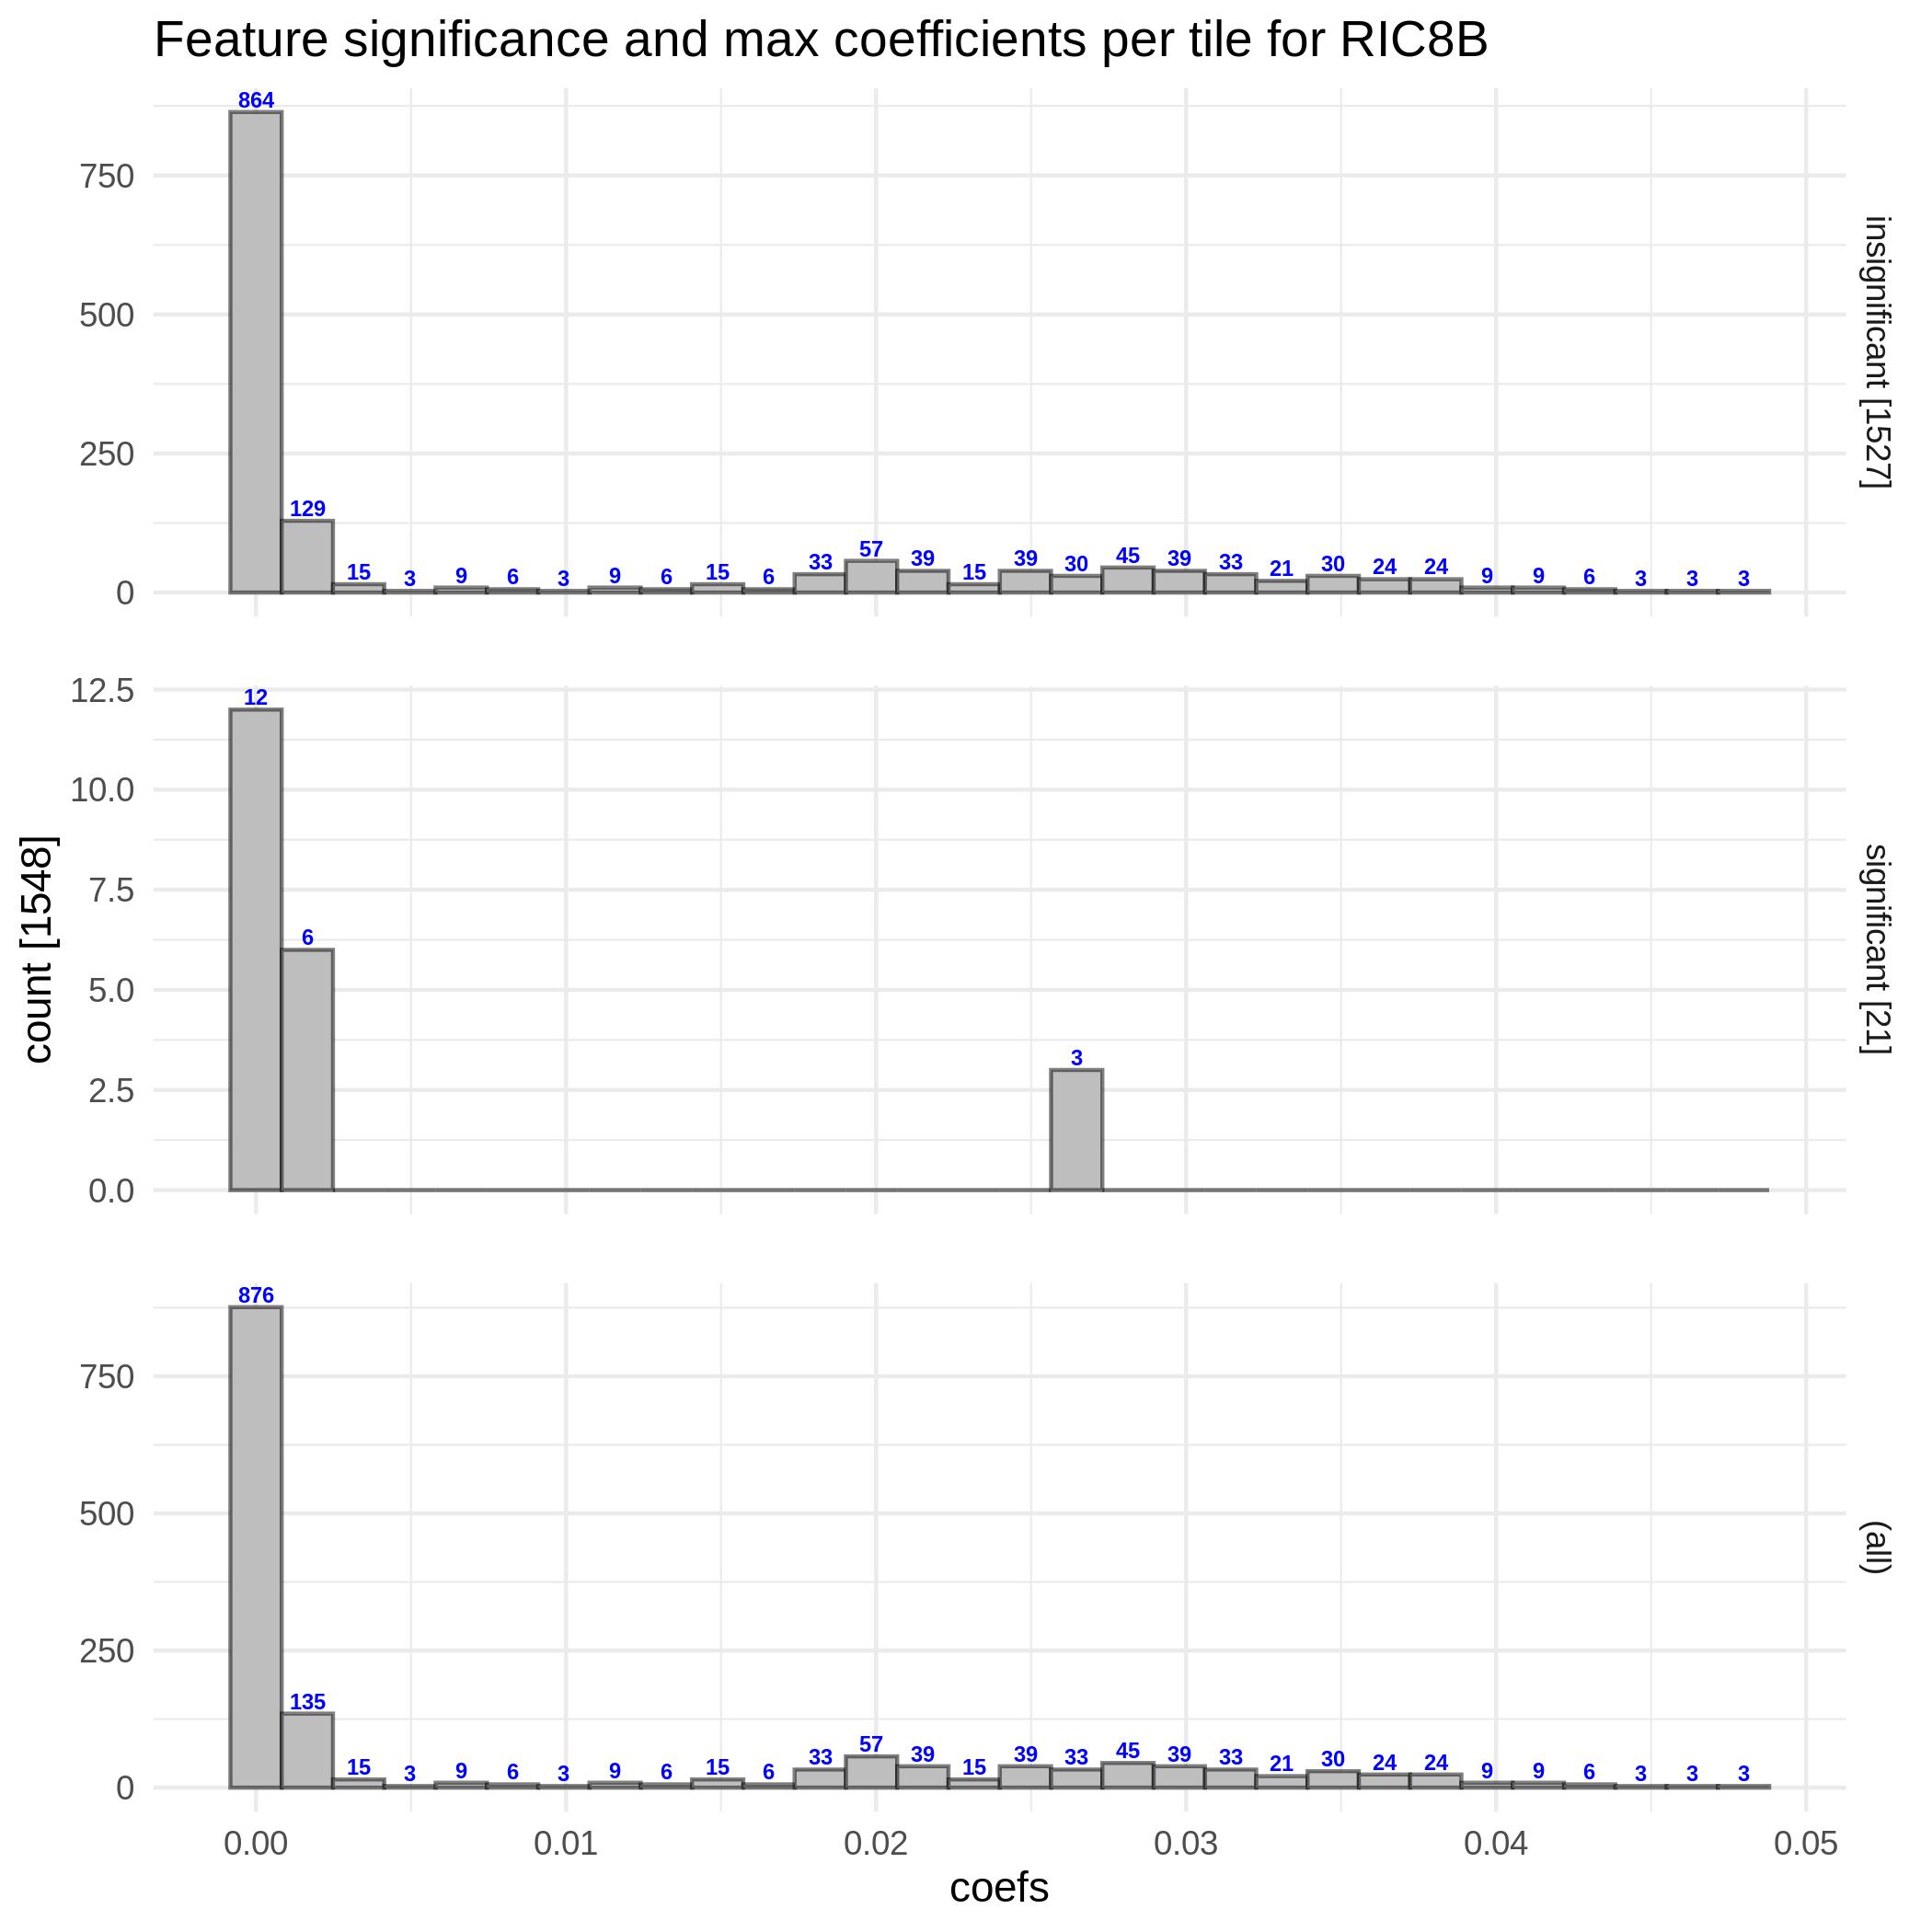 Feature significance and max coefficients per tile for RIC8B
864
750
500
250
129
15 3 9 6 3 9 6 15 6 33 57 39 15 39 30 45 39 33 21 30 24 24 9 9 6 3 3 3
0
insignificant [1527]
count [1548]
12.5
12
10.0
7.5
6
5.0
3
2.5
0.0
significant [21]
876
750
500
250
135
15 3 9 6 3 9 6 15 6 33 57 39 15 39 33 45 39 33 21 30 24 24 9 9 6 3 3 3
0
(all)
0.00 0.01 0.02 0.03 0.04 0.05
coefs